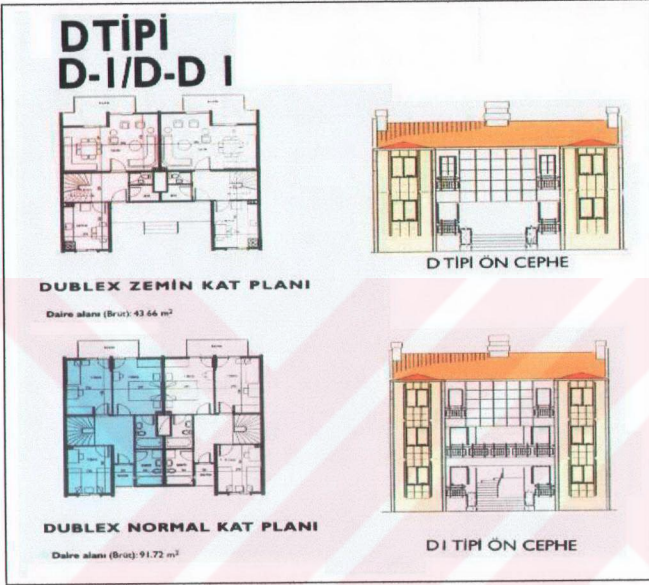 D TİPİ
D-1/D-D 1
DUBLEX ZEMİN KAT PLANI
Daire alanı (Brüt): 43.66 m²
D TİPİ ÖN CEPHE
DUBLEX NORMAL KAT PLANI
Daire alanı (Brüt): 91.72 m²
D1 TİPİ ÖN CEPHE